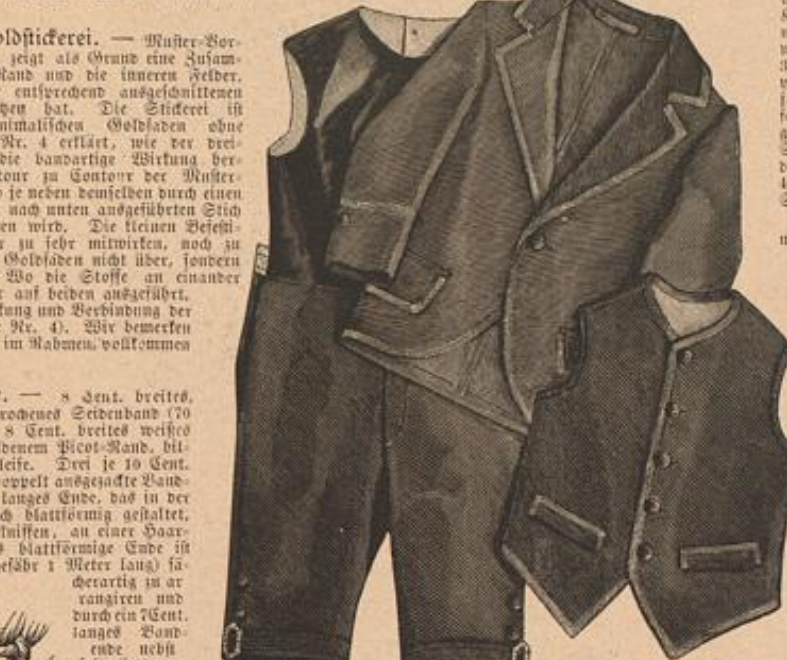 oldstickerei. — Muster-Vor-
zeigt als Grund eine Zusam-
Rand und die inneren Felder,
entsprechend ausgeschnittenen
hen hat. Die Stickerei ist
nimalischen Goldfaden ohne
Nr. 4 erklärt, wie der drei-
die bandartige Wirkung her-
tour zu Contour der Muster-
je neben demselben durch einen
nach unten ausgeführten Stich
en wird. Die kleinen Befesti-
r zu sehr mitwirken, noch zu
Goldfäden nicht über, sondern
Wo die Stoffe an einander
r auf beiden ausgeführt.
kung und Verbindung der
Nr. 4). Wir bemerken
im Rahmen, vollkommen
. — 8 Cent. breites,
rochenes Seidenband (70
8 Cent. breites weißes
ldenem Picot-Rand, bil-
leife. Drei je 10 Cent.
oppelt ausgezackte Band-
langes Ende, das in der
ch blattförmig gestaltet,
kniffen, an einer Haar-
s blattförmige Ende ist
gefähr 1 Meter lang) fä-
cherartig zu ar
rangiren und
durch ein 7 Cent.
langes Band-
ende nebst